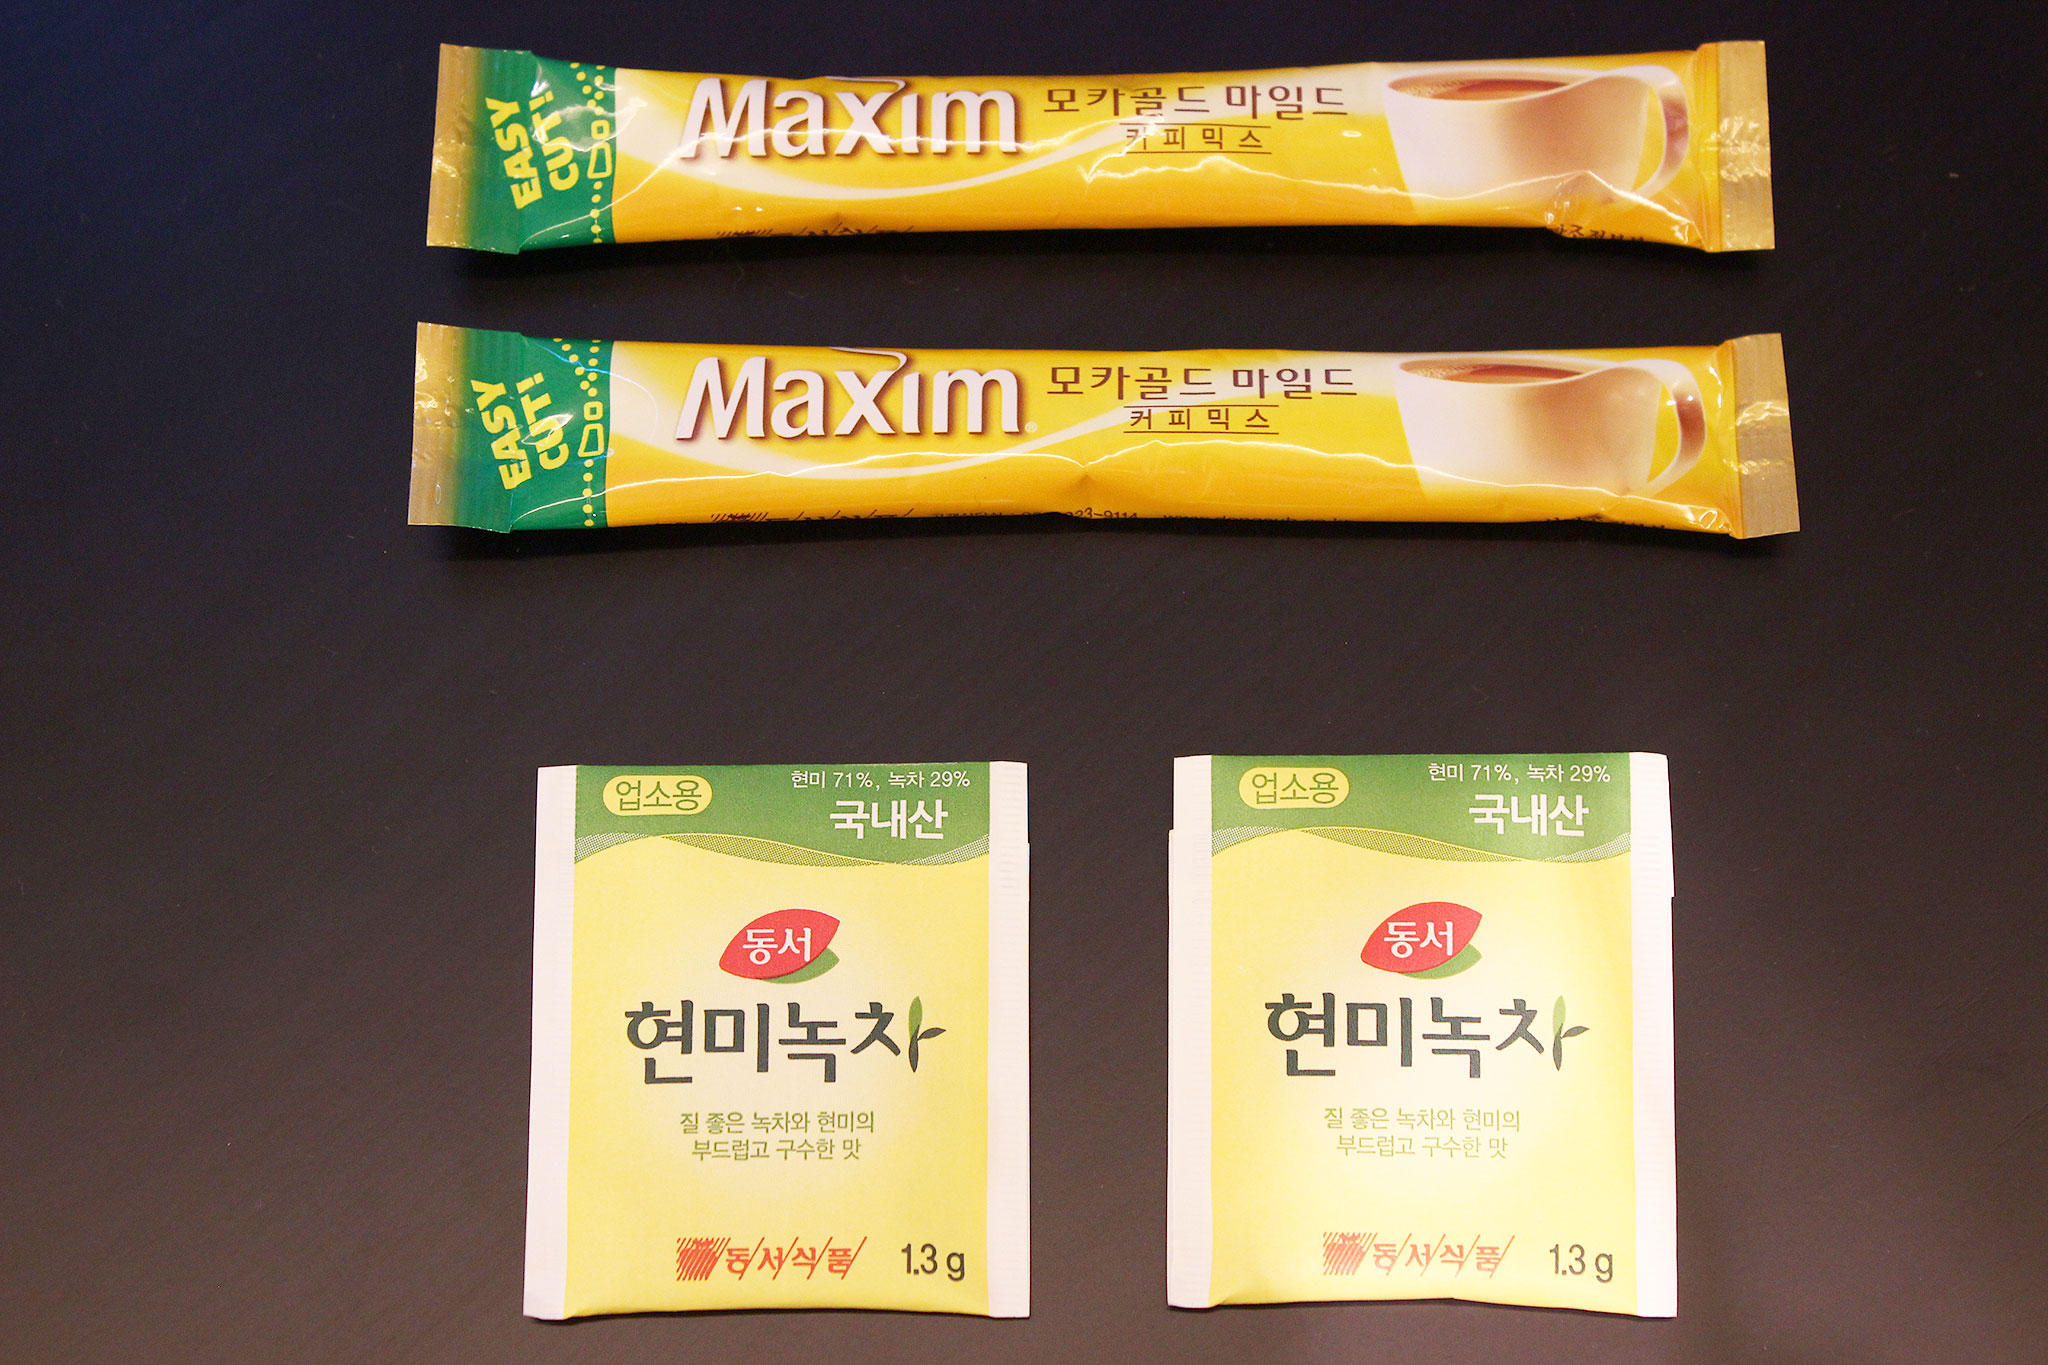 EASY
CUT!
Maxim 모카골드 마일드
커피믹스
EASY
CUT!
Maxim® 모카골드 마일드
커피믹스
업소용
현미 71%, 녹차 29%
국내산
동서
현미녹차
질 좋은 녹차와 현미의
부드럽고 구수한 맛
동서식품 1.3 g
업소용
현미 71%, 녹차 29%
국내산
동서
현미녹차
질 좋은 녹차와 현미의
부드럽고 구수한 맛
동서식품 1.3 g